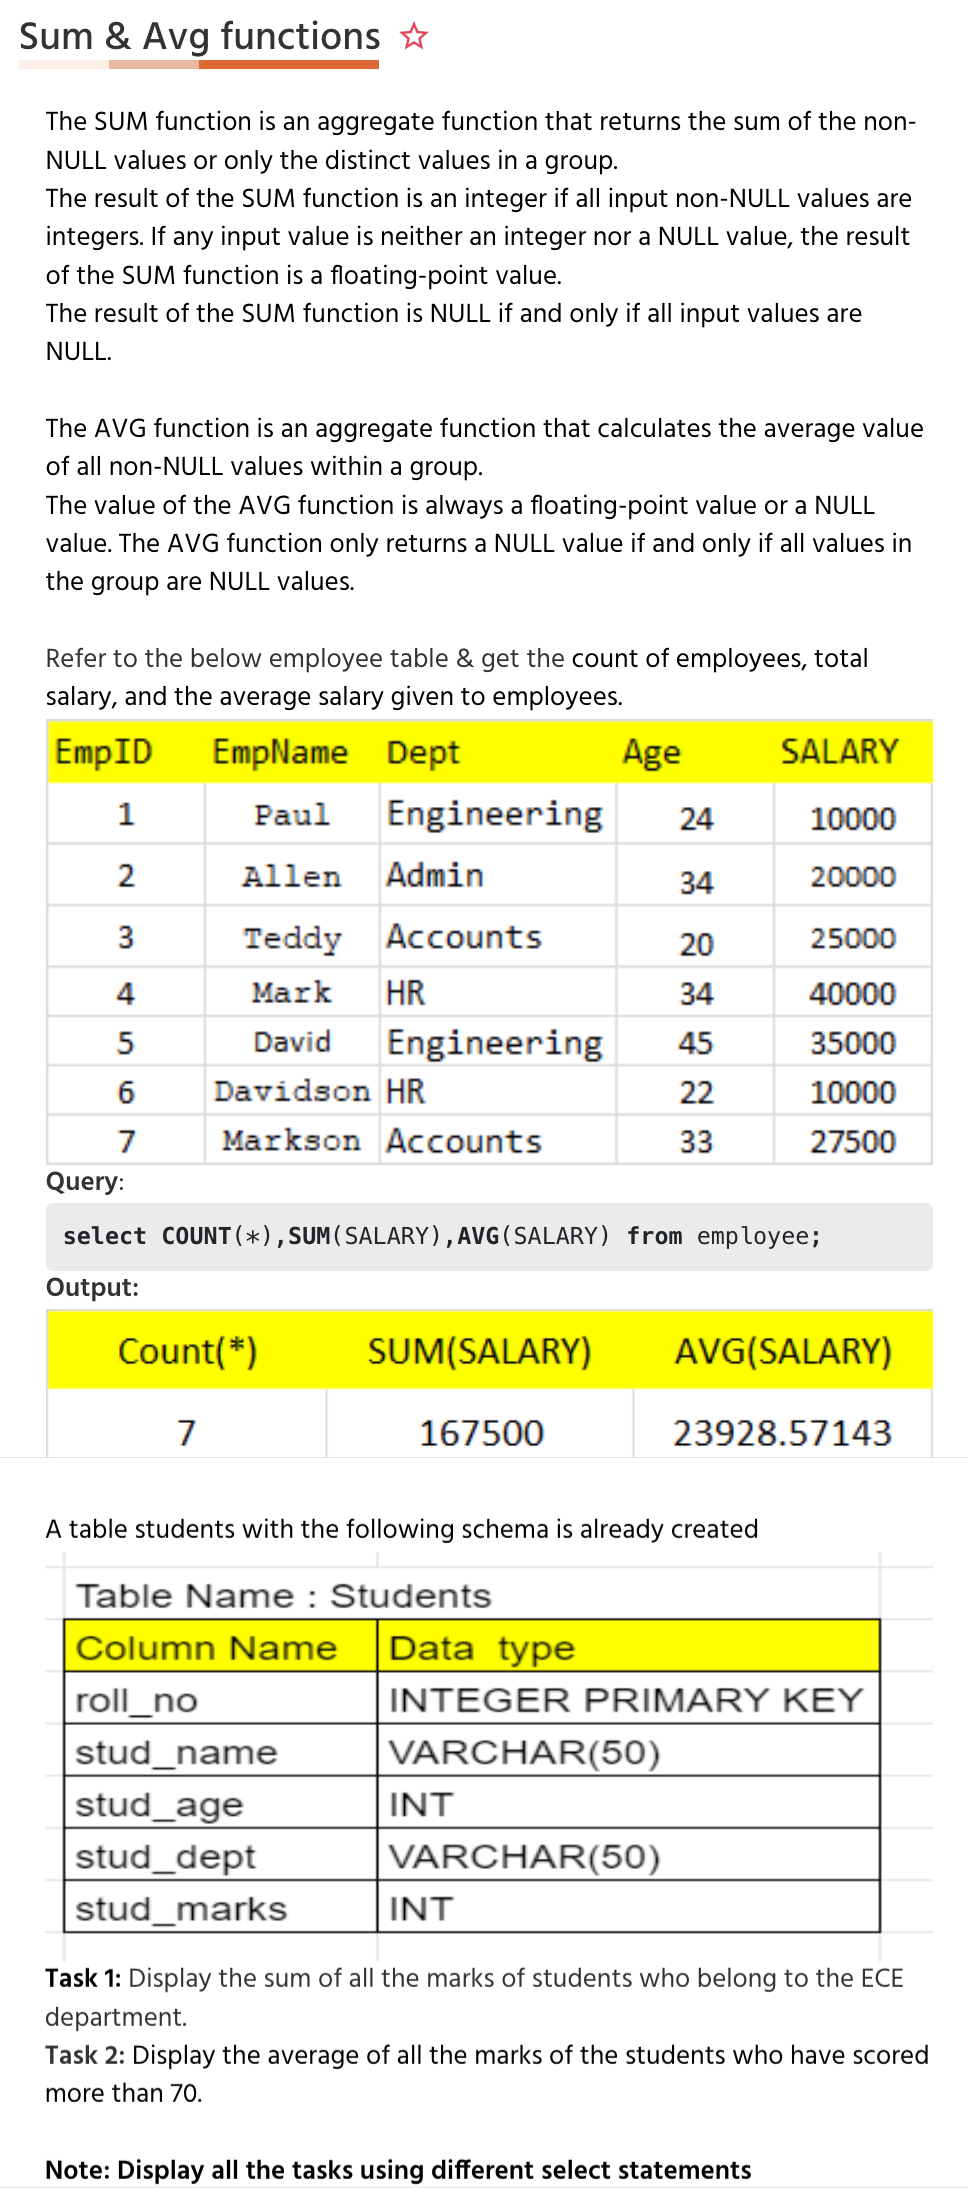 Sum & Avg functions
The SUM function is an aggregate function that returns the sum of the non-
NULL values or only the distinct values in a group.
The result of the SUM function is an integer if all input non-NULL values are
integers. If any input value is neither an integer nor a NULL value, the result
of the SUM function is a floating-point value.
The result of the SUM function is NULL if and only if all input values are
NULL.
The AVG function is an aggregate function that calculates the average value
of all non-NULL values within a group.
The value of the AVG function is always a floating-point value or a NULL
value. The AVG function only returns a NULL value if and only if all values in
the group are NULL values.
Refer to the below employee table & get the count of employees, total
salary, and the average salary given to employees.
EmpID EmpName Dept Age SALARY
1 Paul Engineering 24 10000
2 Allen Admin 34 20000
3 Teddy Accounts 20 25000
4 Mark HR 34 40000
5 David Engineering 45 35000
6 Davidson HR 22 10000
7 Markson Accounts 33 27500
Query:
select COUNT(*),SUM(SALARY),AVG(SALARY) from employee;
Output:
Count(*) SUM(SALARY) AVG(SALARY)
7 167500 23928.57143
A table students with the following schema is already created
Table Name : Students
Column Name Data type
roll_no INTEGER PRIMARY KEY
stud_name VARCHAR(50)
stud_age INT
stud_dept VARCHAR(50)
stud_marks INT
Task 1: Display the sum of all the marks of students who belong to the ECE
department.
Task 2: Display the average of all the marks of the students who have scored
more than 70.
Note: Display all the tasks using different select statements